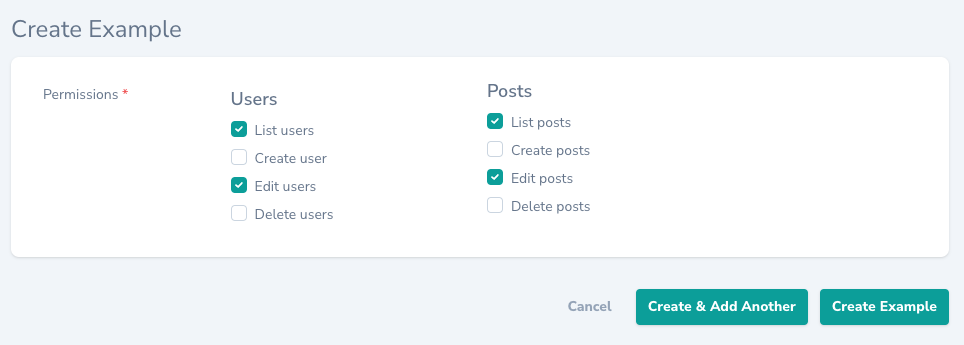 Create Example
Permissions *
Users
List users
Create user
Edit users
Delete users
Posts
List posts
Create posts
Edit posts
Delete posts
Cancel
Create & Add Another
Create Example